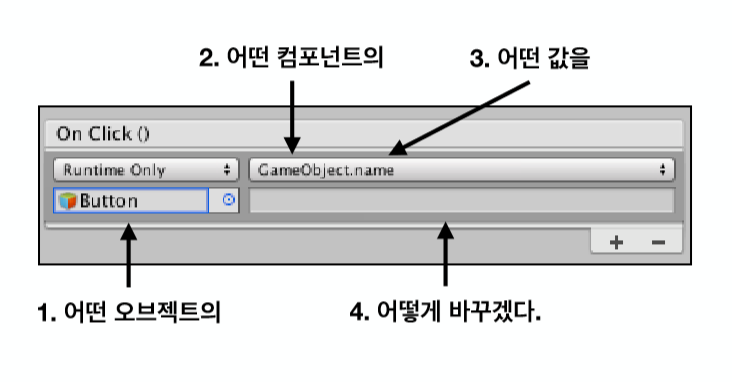 2. 어떤 컴포넌트의
3. 어떤 값을
On Click ()
Runtime Only
GameObject.name
Button
1. 어떤 오브젝트의
4. 어떻게 바꾸겠다.